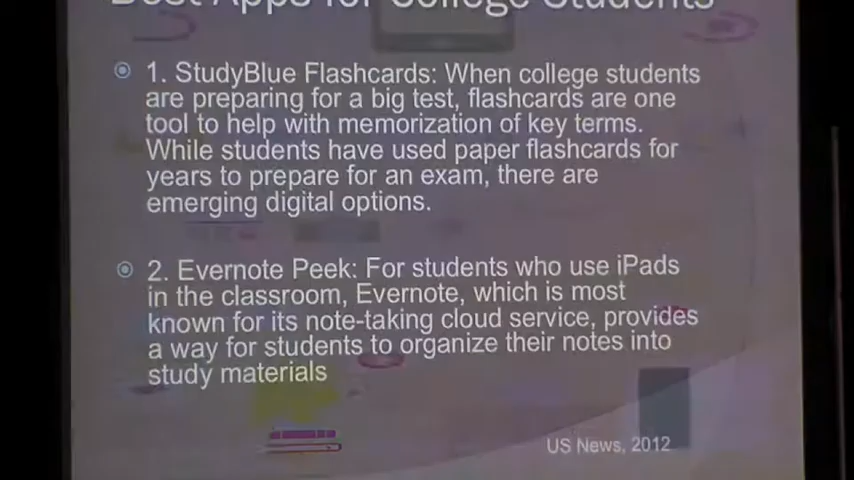 Best Apps for College Students
1. StudyBlue Flashcards: When college students
are preparing for a big test, flashcards are one
tool to help with memorization of key terms.
While students have used paper flashcards for
years to prepare for an exam, there are
emerging digital options.
2. Evernote Peek: For students who use iPads
in the classroom, Evernote, which is most
known for its note-taking cloud service, provides
a way for students to organize their notes into
study materials
US News, 2012